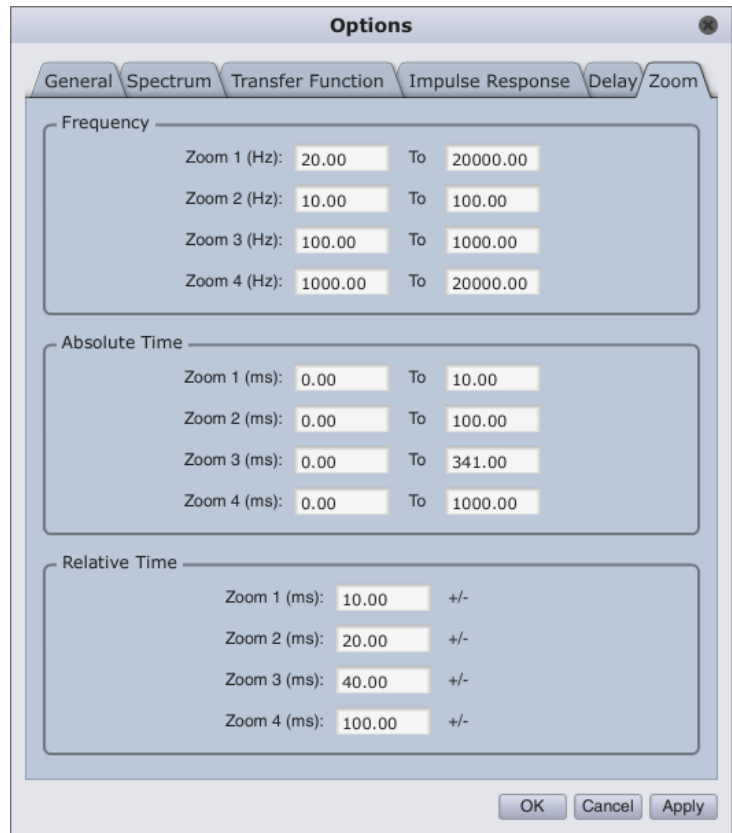 Options
General Spectrum Transfer Function Impulse Response Delay Zoom
Frequency
Zoom 1 (Hz): 20.00 To 20000.00
Zoom 2 (Hz): 10.00 To 100.00
Zoom 3 (Hz): 100.00 To 1000.00
Zoom 4 (Hz): 1000.00 To 20000.00
Absolute Time
Zoom 1 (ms): 0.00 To 10.00
Zoom 2 (ms): 0.00 To 100.00
Zoom 3 (ms): 0.00 To 341.00
Zoom 4 (ms): 0.00 To 1000.00
Relative Time
Zoom 1 (ms): 10.00 +/-
Zoom 2 (ms): 20.00 +/-
Zoom 3 (ms): 40.00 +/-
Zoom 4 (ms): 100.00 +/-
OK Cancel Apply